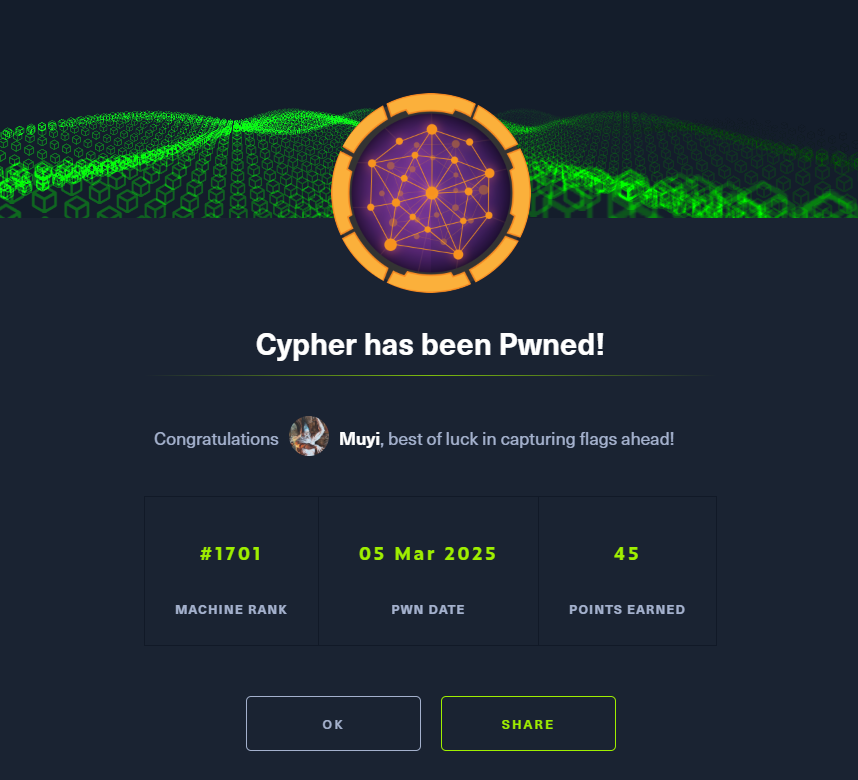 Cypher has been Pwned!
Congratulations Muyi, best of luck in capturing flags ahead!
#1701 05 Mar 2025 45
MACHINE RANK PWN DATE POINTS EARNED
OK SHARE